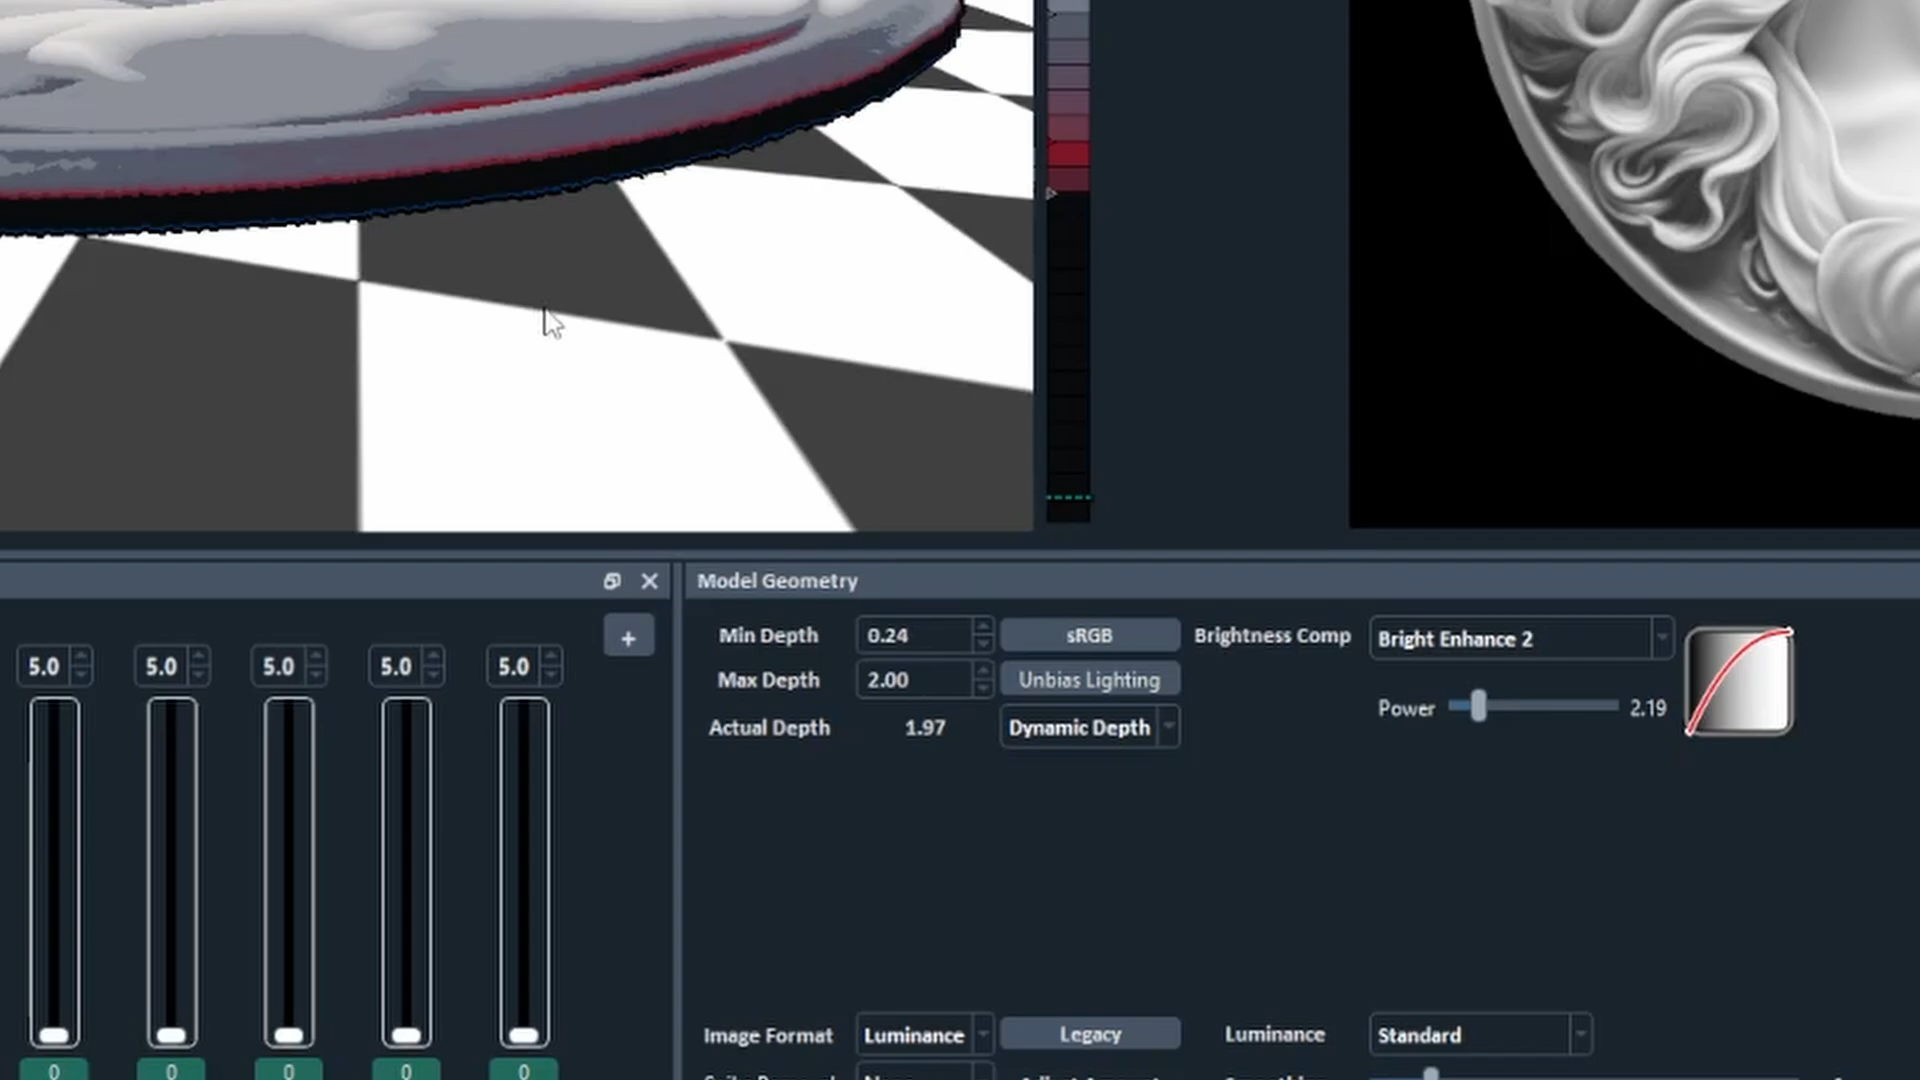 Model Geometry
+
5.0 5.0 5.0 5.0 5.0
Min Depth 0.24 sRGB Brightness Comp Bright Enhance 2
Max Depth 2.00 Unbias Lighting
Power 2.19
Actual Depth 1.97 Dynamic Depth
Image Format Luminance Legacy Luminance Standard
0 0 0 0 0